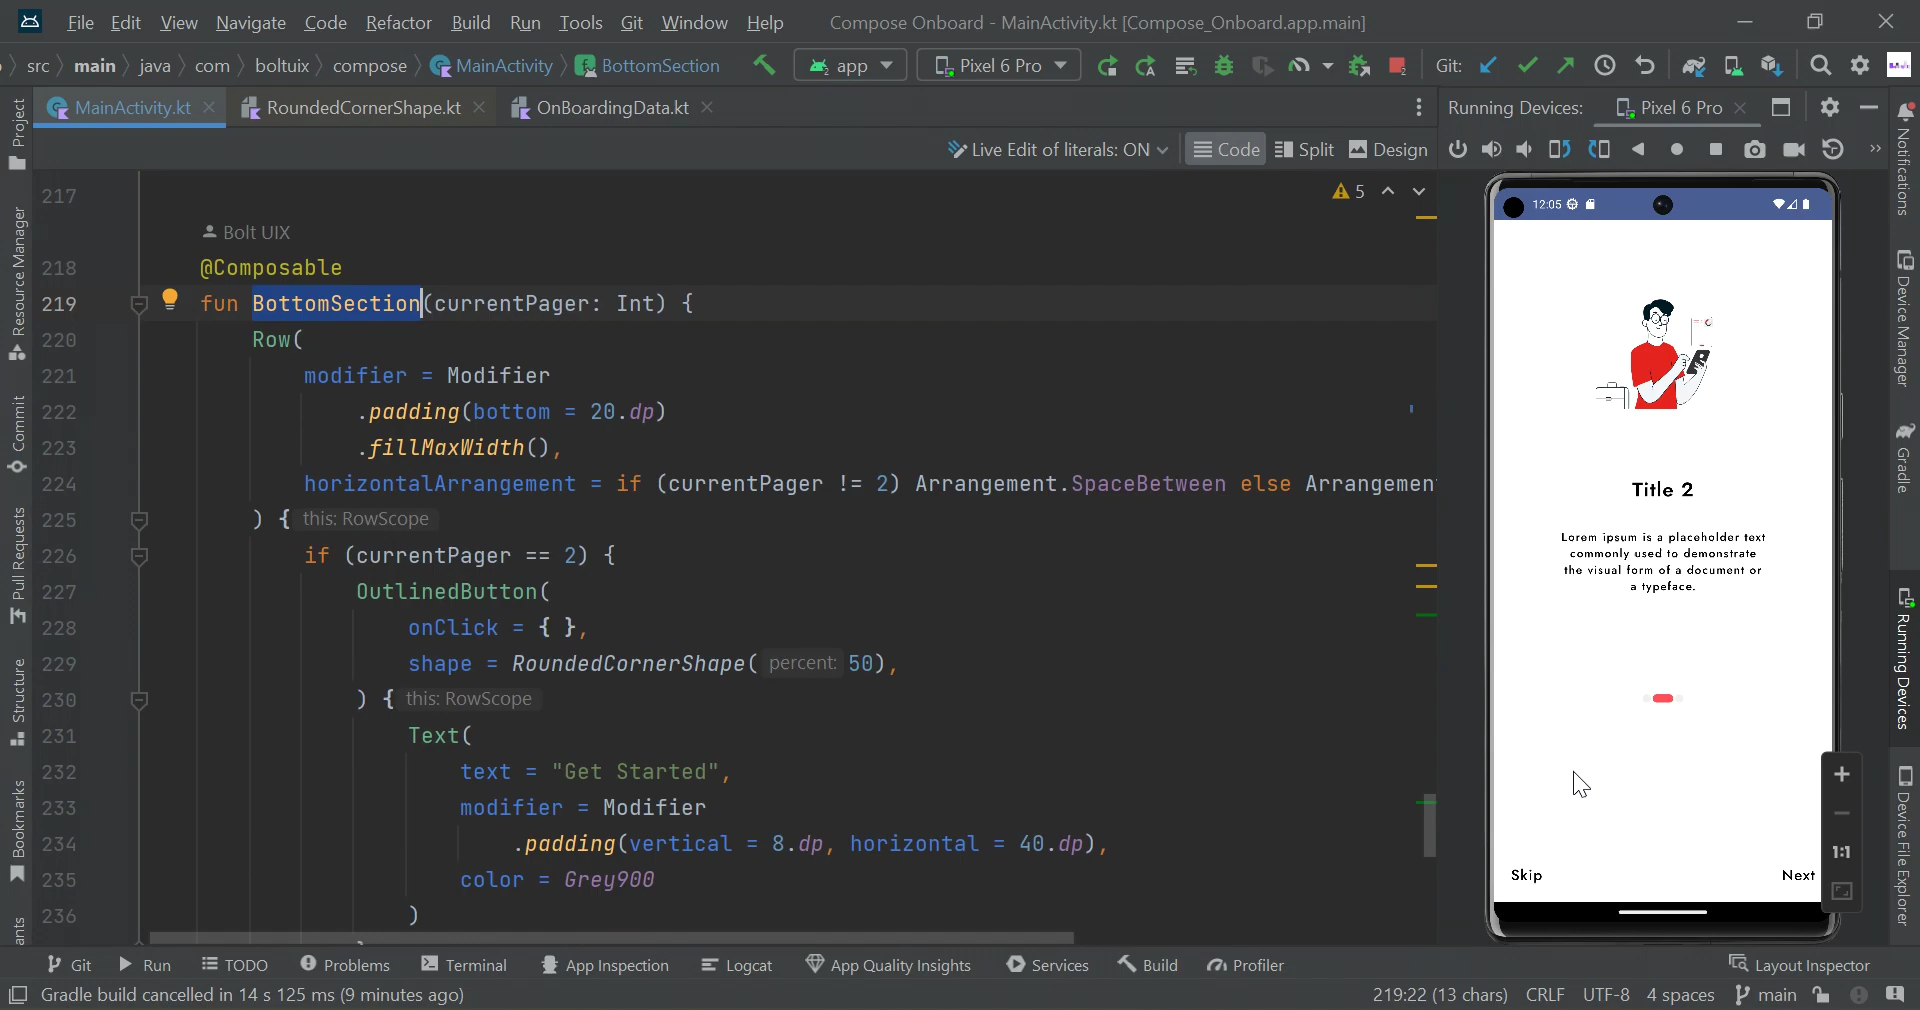 File Edit View Navigate Code Refactor Build Run Tools Git Window Help Compose Onboard - MainActivity.kt [Compose_Onboard.app.main]
src main java com boltuix compose MainActivity BottomSection app Pixel 6 Pro Git:
MainActivity.kt RoundedCornerShape.kt OnBoardingData.kt Running Devices: Pixel 6 Pro
Live Edit of literals: ON Code Split Design
5
217
Bolt UIX
218 @Composable
219 fun BottomSection(currentPager: Int) {
220 Row(
221 modifier = Modifier
222 .padding(bottom = 20.dp)
223 .fillMaxWidth(),
224 horizontalArrangement = if (currentPager != 2) Arrangement.SpaceBetween else Arrangemen
225 ) { this: RowScope
226 if (currentPager == 2) {
227 OutlinedButton(
228 onClick = { },
229 shape = RoundedCornerShape( percent: 50),
230 ) { this: RowScope
231 Text(
232 text = "Get Started",
233 modifier = Modifier
234 .padding(vertical = 8.dp, horizontal = 40.dp),
235 color = Grey900
236 )
Project
Resource Manager
Commit
Pull Requests
Structure
Bookmarks
ants
12:05
Title 2
Lorem ipsum is a placeholder text
commonly used to demonstrate
the visual form of a document or
a typeface.
Skip Next
1:1
Notifications
Device Manager
Gradle
Running Devices
Device File Explorer
Git Run TODO Problems Terminal App Inspection Logcat App Quality Insights Services Build Profiler Layout Inspector
Gradle build cancelled in 14 s 125 ms (9 minutes ago) 219:22 (13 chars) CRLF UTF-8 4 spaces main